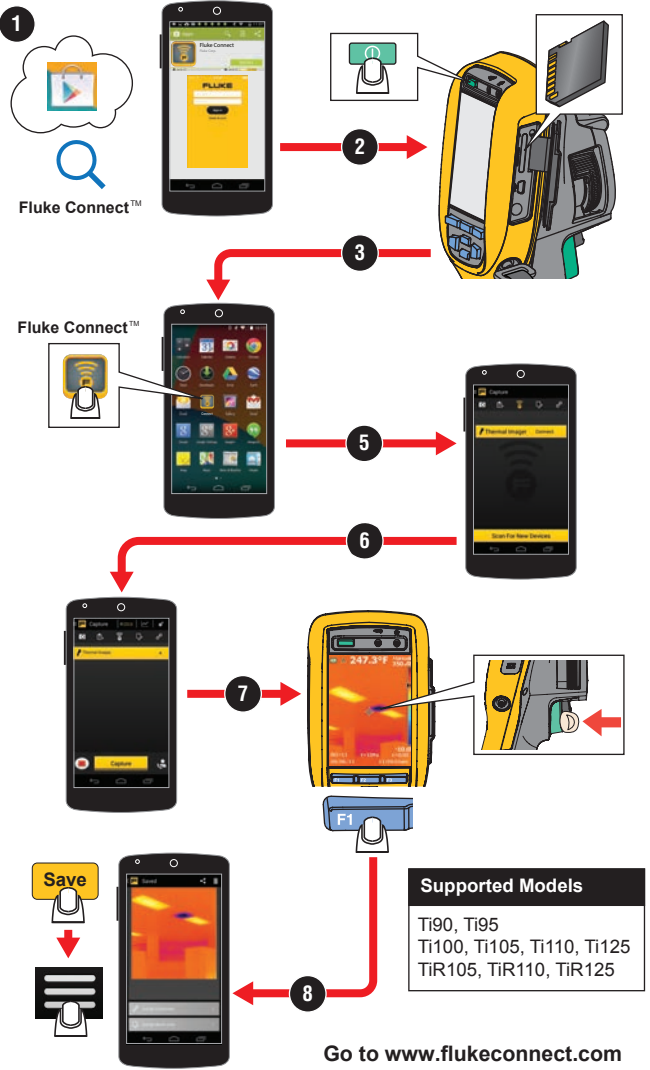 1
Fluke Connect
FLUKE
Fluke Connect™
2
3
Fluke Connect™
5
Capture
Thermal Imager Connect
Scan For New Devices
6
Capture
Thermal Imager
Capture
7
247.3°F
F1
Save
Saved
8
Supported Models
Ti90, Ti95
Ti100, Ti105, Ti110, Ti125
TiR105, TiR110, TiR125
Go to www.flukeconnect.com